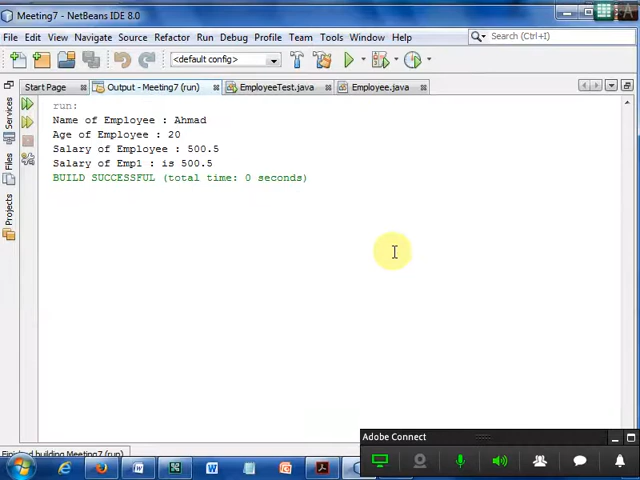 Meeting7 - NetBeans IDE 8.0
File Edit View Navigate Source Refactor Run Debug Profile Team Tools Window Help
Search (Ctrl+I)
<default config>
Start Page
Output - Meeting7 (run)
EmployeeTest.java
Employee.java
Services
Files
Projects
run:
Name of Employee : Ahmad
Age of Employee : 20
Salary of Employee : 500.5
Salary of Emp1 : is 500.5
BUILD SUCCESSFUL (total time: 0 seconds)
Finished building Meeting7 (run)
Adobe Connect